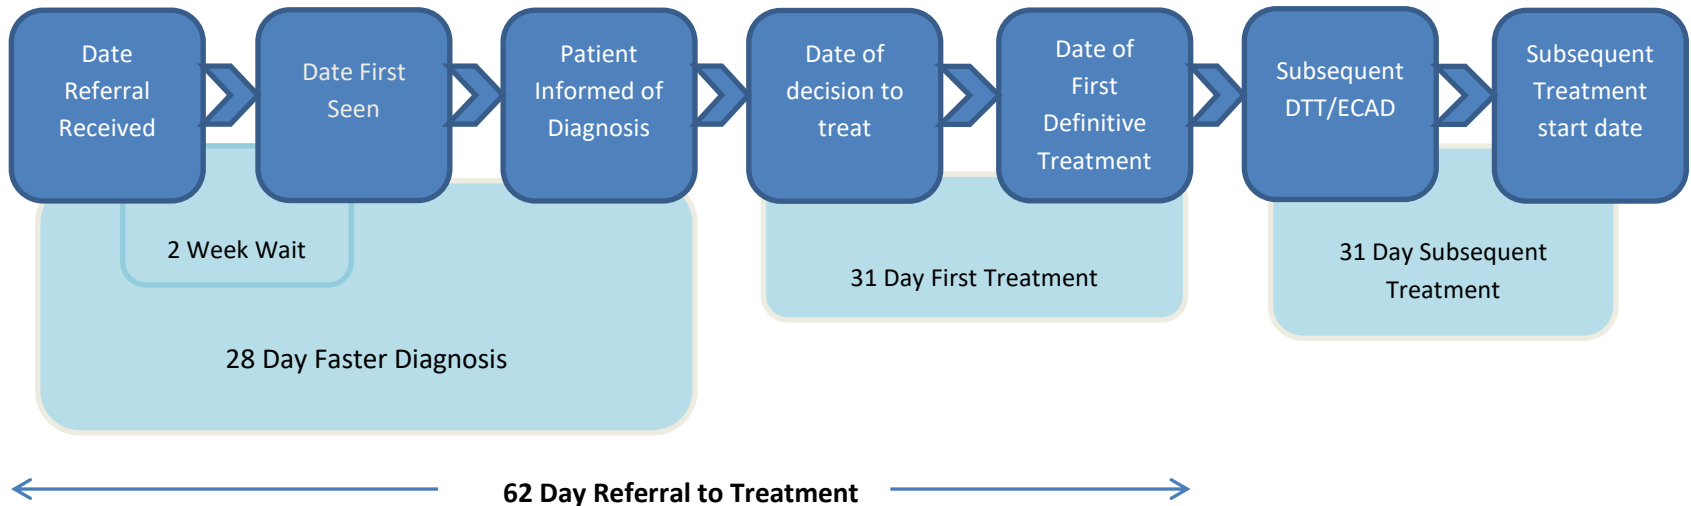 Date
Referral
Received
Date First
Seen
Patient
Informed of
Diagnosis
Date of
decision to
treat
Date of
First
Definitive
Treatment
Subsequent
DTT/ECAD
Subsequent
Treatment
start date
2 Week Wait
28 Day Faster Diagnosis
31 Day First Treatment
31 Day Subsequent
Treatment
62 Day Referral to Treatment